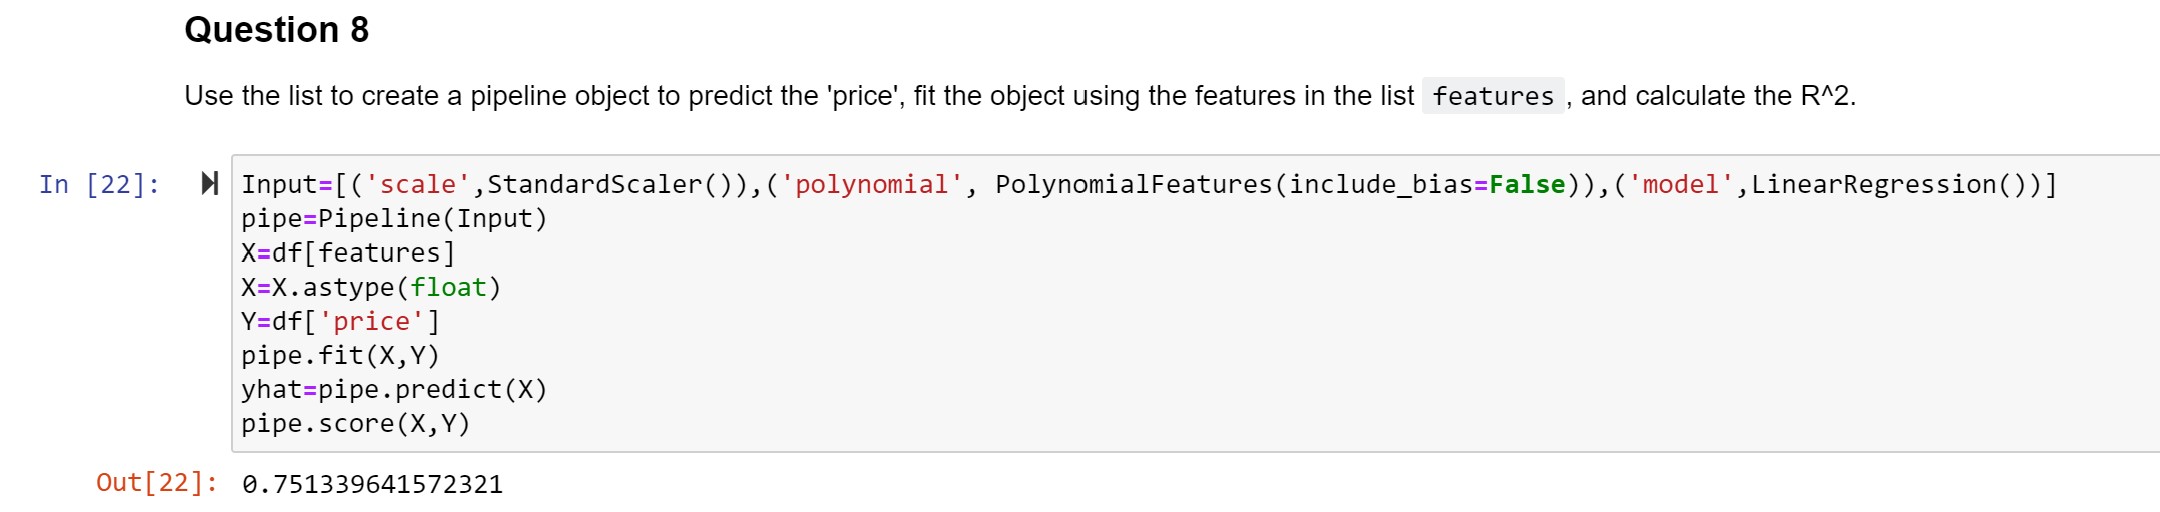 Question 8
Use the list to create a pipeline object to predict the 'price', fit the object using the features in the list features , and calculate the R^2.
In [22]:
Input=[('scale',StandardScaler()),('polynomial', PolynomialFeatures(include_bias=False)),('model',LinearRegression())]
pipe=Pipeline(Input)
X=df[features]
X=X.astype(float)
Y=df['price']
pipe.fit(X,Y)
yhat=pipe.predict(X)
pipe.score(X,Y)
Out[22]: 0.751339641572321